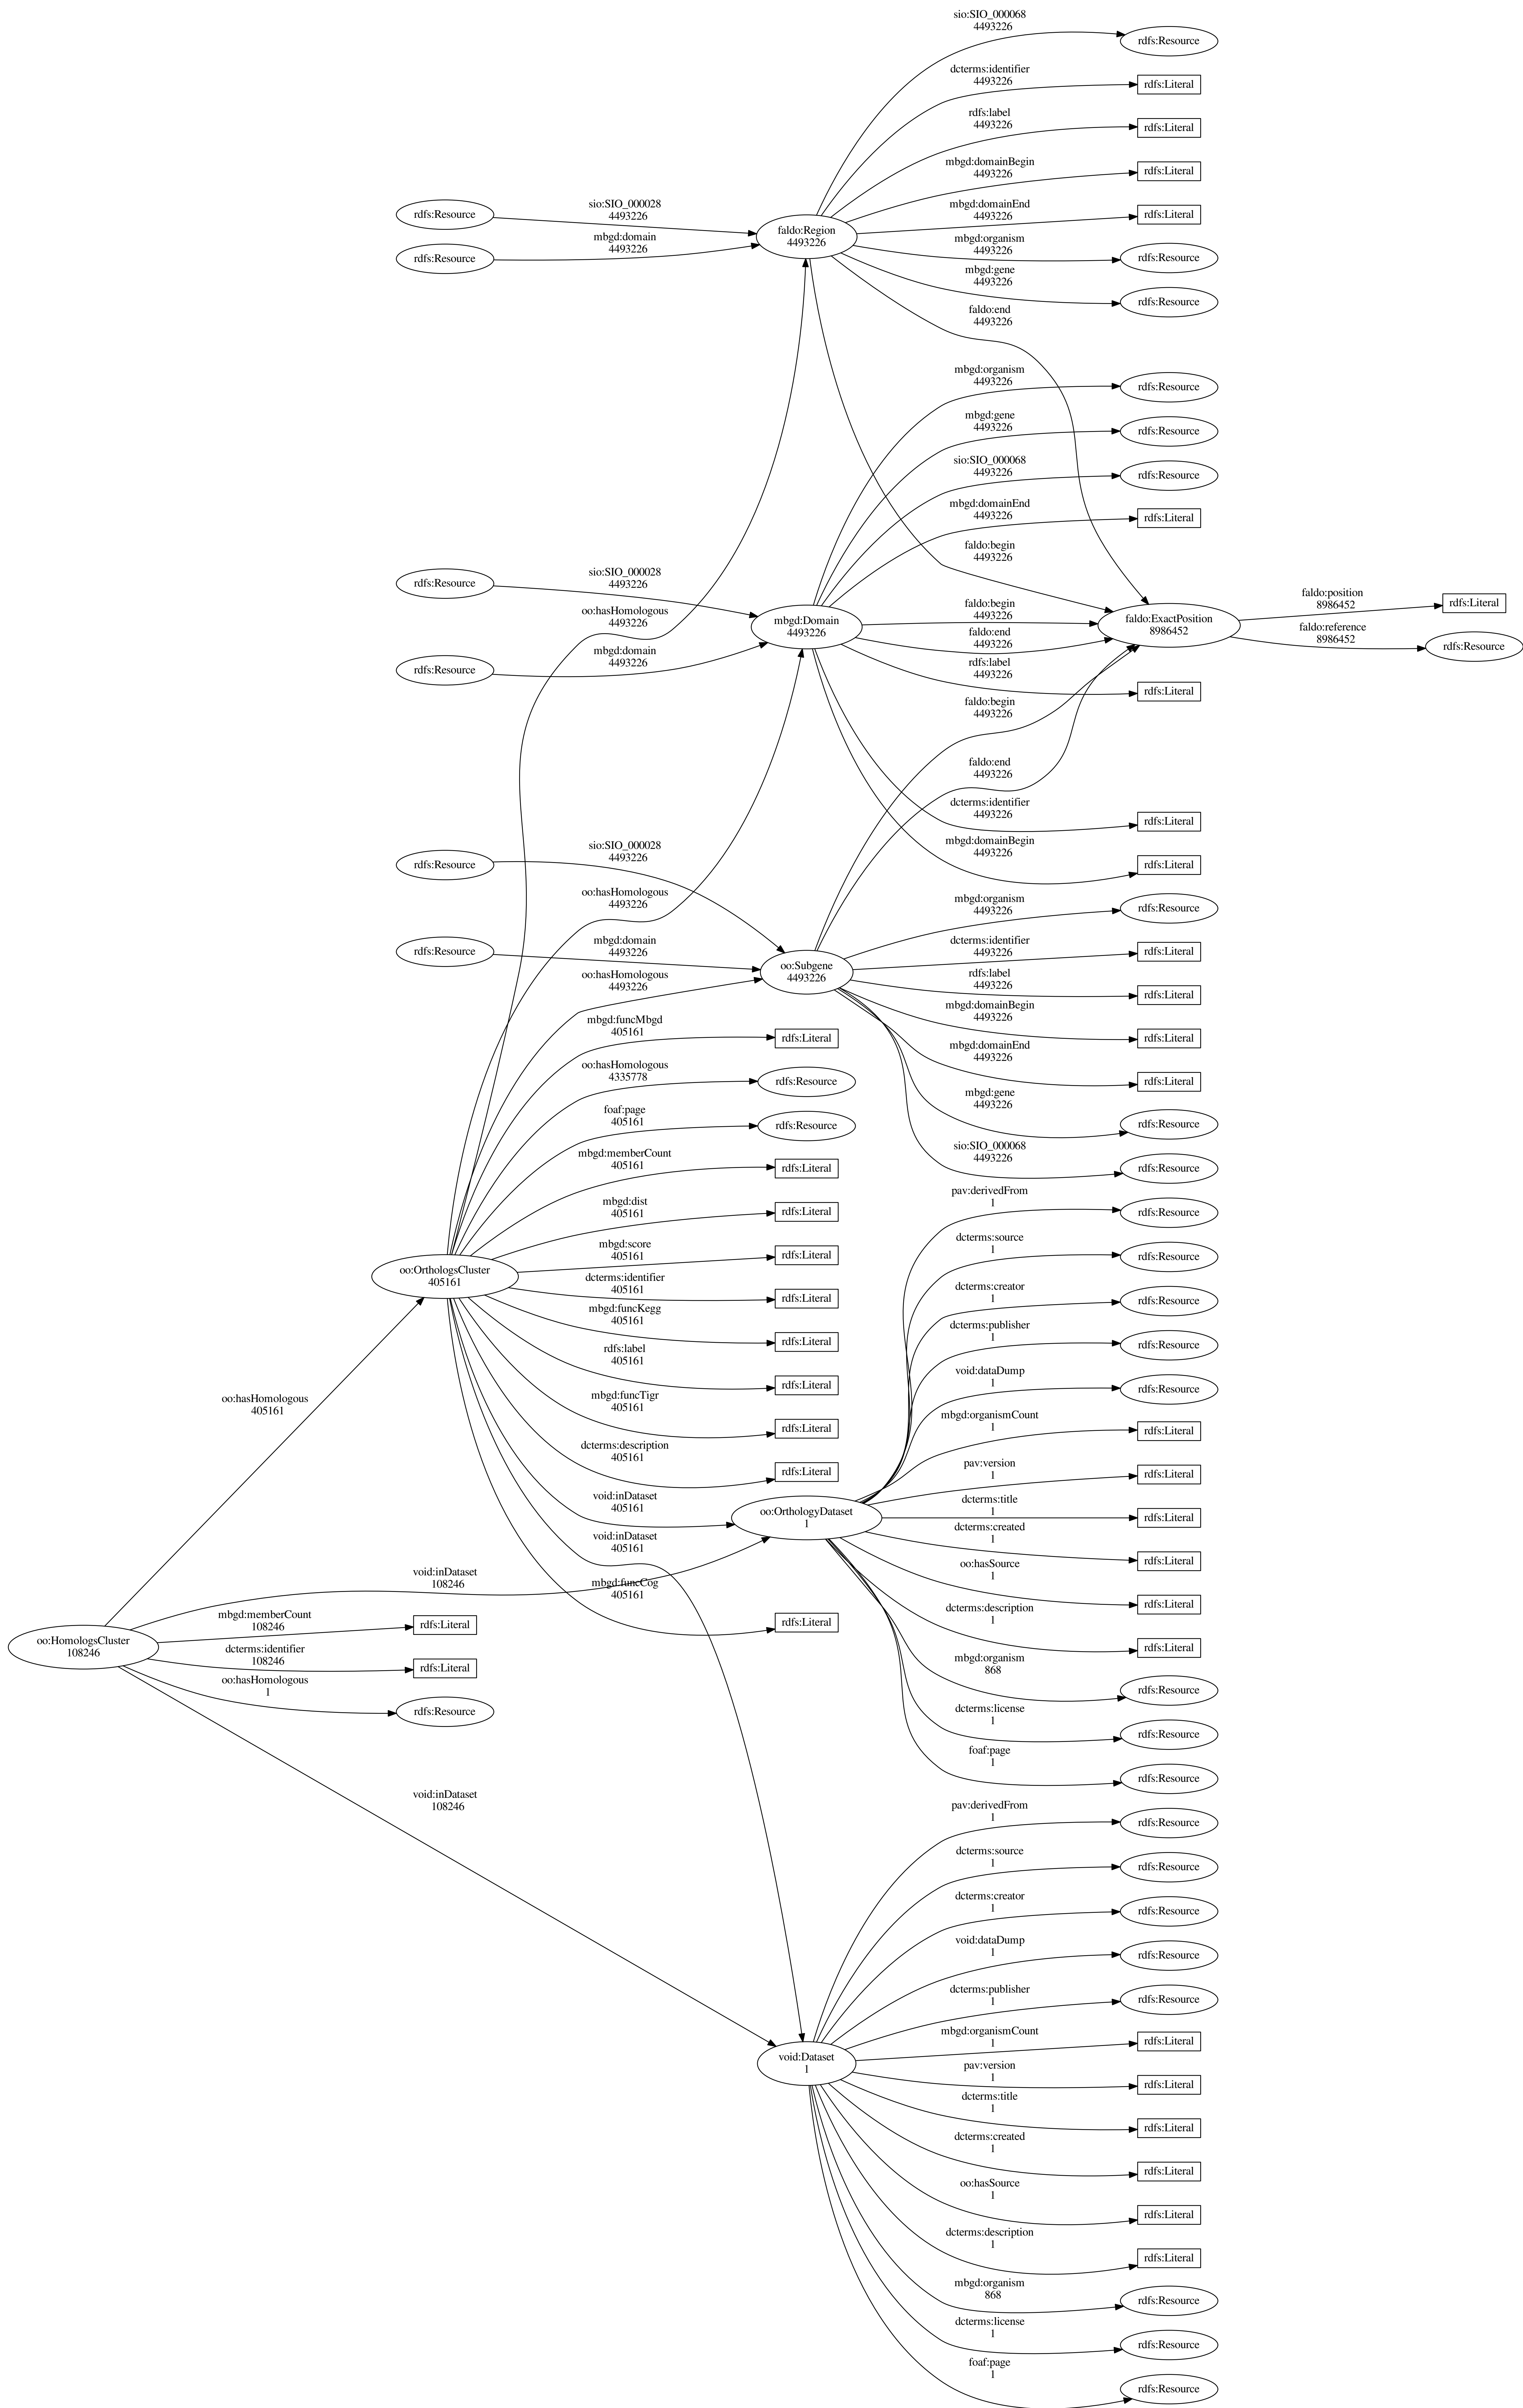 sio:SIO_000068
4493226
rdfs:Resource
dcterms:identifier
4493226
rdfs:Literal
rdfs:label
4493226
rdfs:Literal
mbgd:domainBegin
4493226
rdfs:Literal
mbgd:domainEnd
4493226
rdfs:Literal
rdfs:Resource
sio:SIO_000028
4493226
faldo:Region
4493226
mbgd:organism
4493226
rdfs:Resource
rdfs:Resource
mbgd:domain
4493226
mbgd:gene
4493226
rdfs:Resource
faldo:end
4493226
mbgd:organism
4493226
rdfs:Resource
mbgd:gene
4493226
rdfs:Resource
sio:SIO_000068
4493226
rdfs:Resource
mbgd:domainEnd
4493226
rdfs:Literal
faldo:begin
4493226
rdfs:Resource
sio:SIO_000028
4493226
oo:hasHomologous
4493226
mbgd:Domain
4493226
faldo:begin
4493226
faldo:end
4493226
faldo:ExactPosition
8986452
faldo:position
8986452
rdfs:Literal
faldo:reference
8986452
rdfs:Resource
rdfs:Resource
mbgd:domain
4493226
rdfs:label
4493226
rdfs:Literal
faldo:begin
4493226
faldo:end
4493226
dcterms:identifier
4493226
rdfs:Literal
mbgd:domainBegin
4493226
rdfs:Literal
rdfs:Resource
sio:SIO_000028
4493226
oo:hasHomologous
4493226
mbgd:organism
4493226
rdfs:Resource
rdfs:Resource
mbgd:domain
4493226
oo:Subgene
4493226
dcterms:identifier
4493226
rdfs:Literal
oo:hasHomologous
4493226
rdfs:label
4493226
rdfs:Literal
mbgd:funcMbgd
405161
rdfs:Literal
mbgd:domainBegin
4493226
rdfs:Literal
oo:hasHomologous
4335778
rdfs:Resource
mbgd:domainEnd
4493226
rdfs:Literal
foaf:page
405161
rdfs:Resource
mbgd:gene
4493226
rdfs:Resource
mbgd:memberCount
405161
rdfs:Literal
sio:SIO_000068
4493226
rdfs:Resource
mbgd:dist
405161
rdfs:Literal
pav:derivedFrom
1
rdfs:Resource
oo:OrthologsCluster
405161
mbgd:score
405161
rdfs:Literal
dcterms:source
1
rdfs:Resource
dcterms:identifier
405161
rdfs:Literal
dcterms:creator
1
rdfs:Resource
mbgd:funcKegg
405161
rdfs:Literal
dcterms:publisher
1
rdfs:Resource
rdfs:label
405161
rdfs:Literal
void:dataDump
1
rdfs:Resource
oo:hasHomologous
405161
mbgd:funcTigr
405161
rdfs:Literal
mbgd:organismCount
1
rdfs:Literal
dcterms:description
405161
rdfs:Literal
pav:version
1
rdfs:Literal
void:inDataset
405161
oo:OrthologyDataset
1
dcterms:title
1
rdfs:Literal
void:inDataset
405161
dcterms:created
1
rdfs:Literal
void:inDataset
108246
mbgd:funcCog
405161
rdfs:Literal
oo:hasSource
1
rdfs:Literal
oo:HomologsCluster
108246
mbgd:memberCount
108246
rdfs:Literal
dcterms:description
1
rdfs:Literal
dcterms:identifier
108246
rdfs:Literal
mbgd:organism
868
rdfs:Resource
oo:hasHomologous
1
rdfs:Resource
dcterms:license
1
rdfs:Resource
foaf:page
1
rdfs:Resource
void:inDataset
108246
pav:derivedFrom
1
rdfs:Resource
dcterms:source
1
rdfs:Resource
dcterms:creator
1
rdfs:Resource
void:dataDump
1
rdfs:Resource
dcterms:publisher
1
rdfs:Resource
mbgd:organismCount
1
rdfs:Literal
void:Dataset
1
pav:version
1
rdfs:Literal
dcterms:title
1
rdfs:Literal
dcterms:created
1
rdfs:Literal
oo:hasSource
1
rdfs:Literal
dcterms:description
1
rdfs:Literal
mbgd:organism
868
rdfs:Resource
dcterms:license
1
rdfs:Resource
foaf:page
1
rdfs:Resource